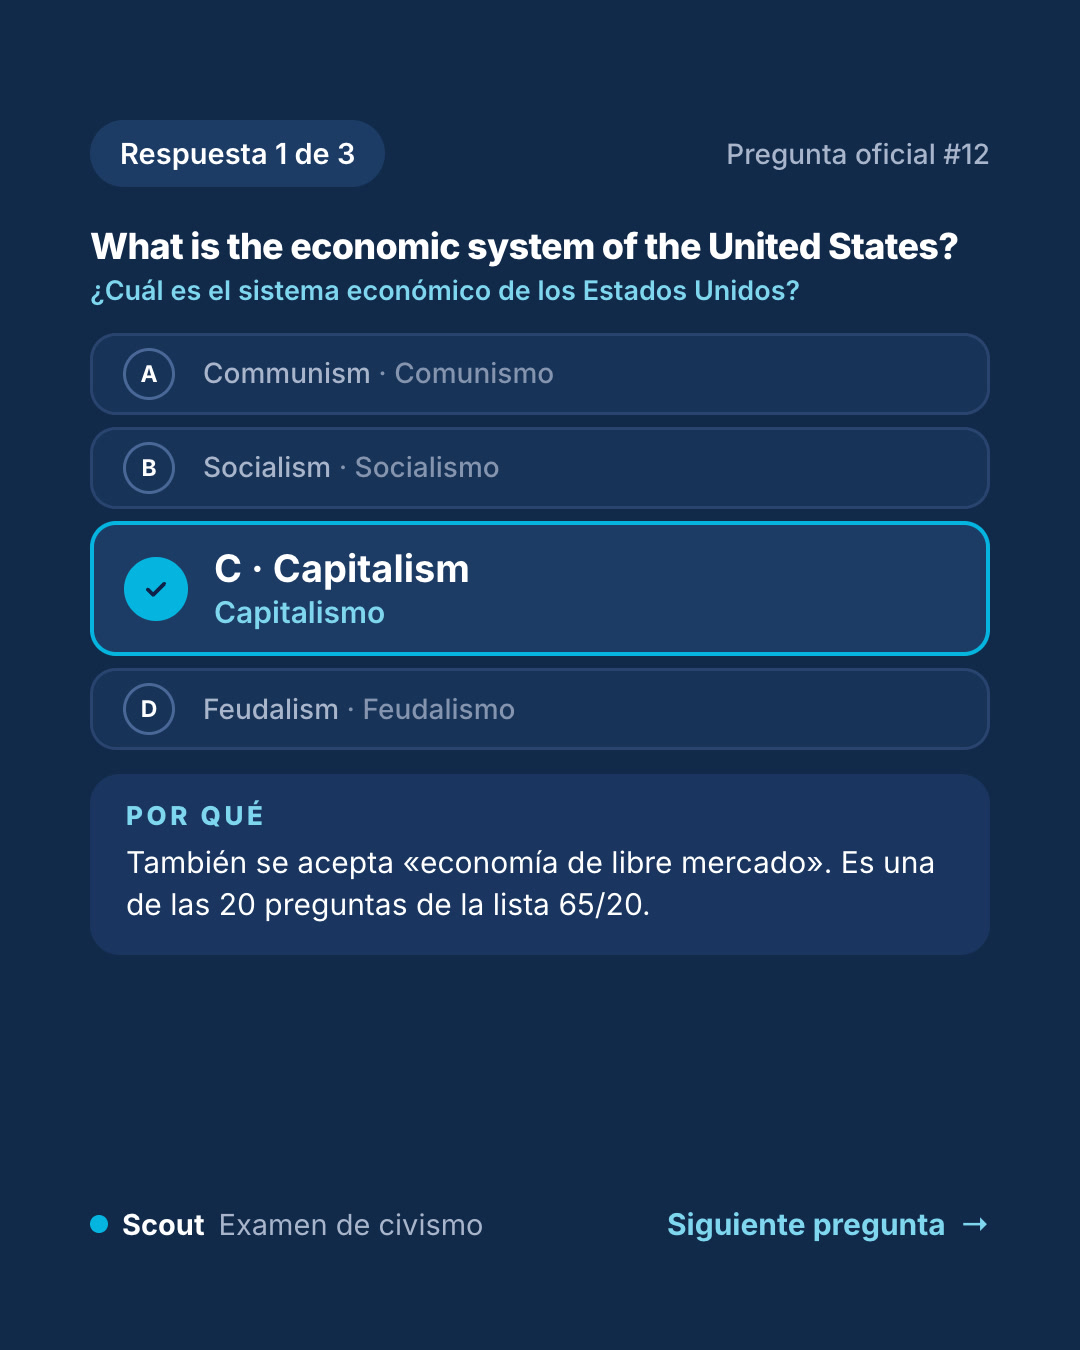 Respuesta 1 de 3
Pregunta oficial #12
What is the economic system of the United States?
¿Cuál es el sistema económico de los Estados Unidos?
A Communism · Comunismo
B Socialism · Socialismo
C · Capitalism
Capitalismo
D Feudalism · Feudalismo
POR QUÉ
También se acepta «economía de libre mercado». Es una
de las 20 preguntas de la lista 65/20.
Scout Examen de civismo
Siguiente pregunta →